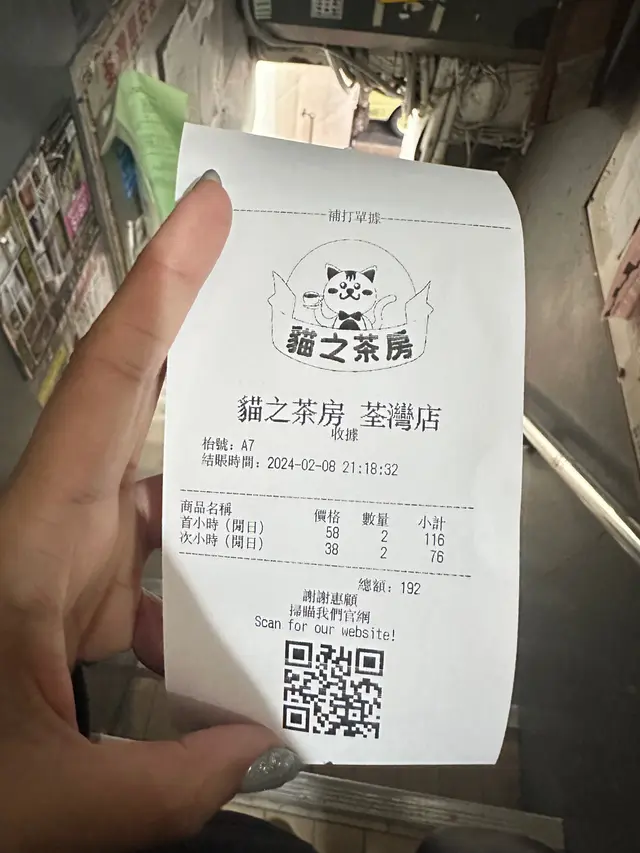 補打單據
貓之茶房
貓之茶房 荃灣店
收據
枱號: A7
結賬時間: 2024-02-08 21:18:32
商品名稱 價格 數量 小計
首小時 (閒日) 58 2 116
次小時 (閒日) 38 2 76
總額: 192
謝謝惠顧
掃瞄我們官網
Scan for our website!